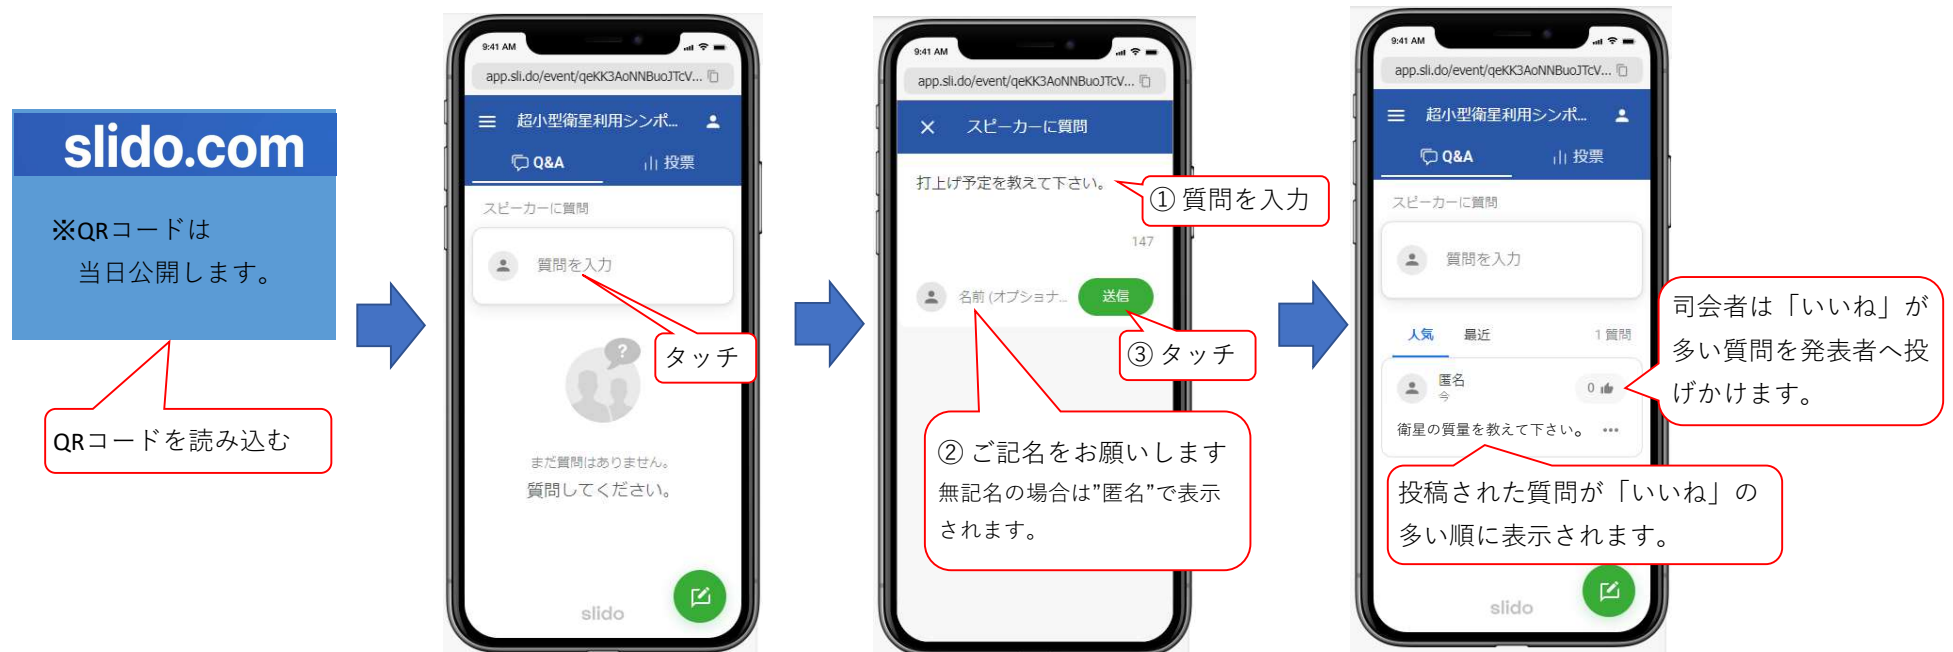 slido.com
※QRコードは
当日公開します。
QRコードを読み込む
9:41 AM
app.sli.do/event/qeKK3AoNNBuoJTcV...
超小型衛星利用シンポ...
Q&A
投票
スピーカーに質問
質問を入力
タッチ
まだ質問はありません。
質問してください。
slido
9:41 AM
app.sli.do/event/qeKK3AoNNBuoJTcV...
スピーカーに質問
打上げ予定を教えて下さい。
① 質問を入力
147
名前 (オプショナ...
送信
③ タッチ
② ご記名をお願いします
無記名の場合は”匿名”で表示
されます。
9:41 AM
app.sli.do/event/qeKK3AoNNBuoJTcV...
超小型衛星利用シンポ...
Q&A
投票
スピーカーに質問
質問を入力
人気
最近
1 質問
匿名
今
0
衛星の質量を教えて下さい。
司会者は「いいね」が
多い質問を発表者へ投
げかけます。
投稿された質問が「いいね」の
多い順に表示されます。
slido